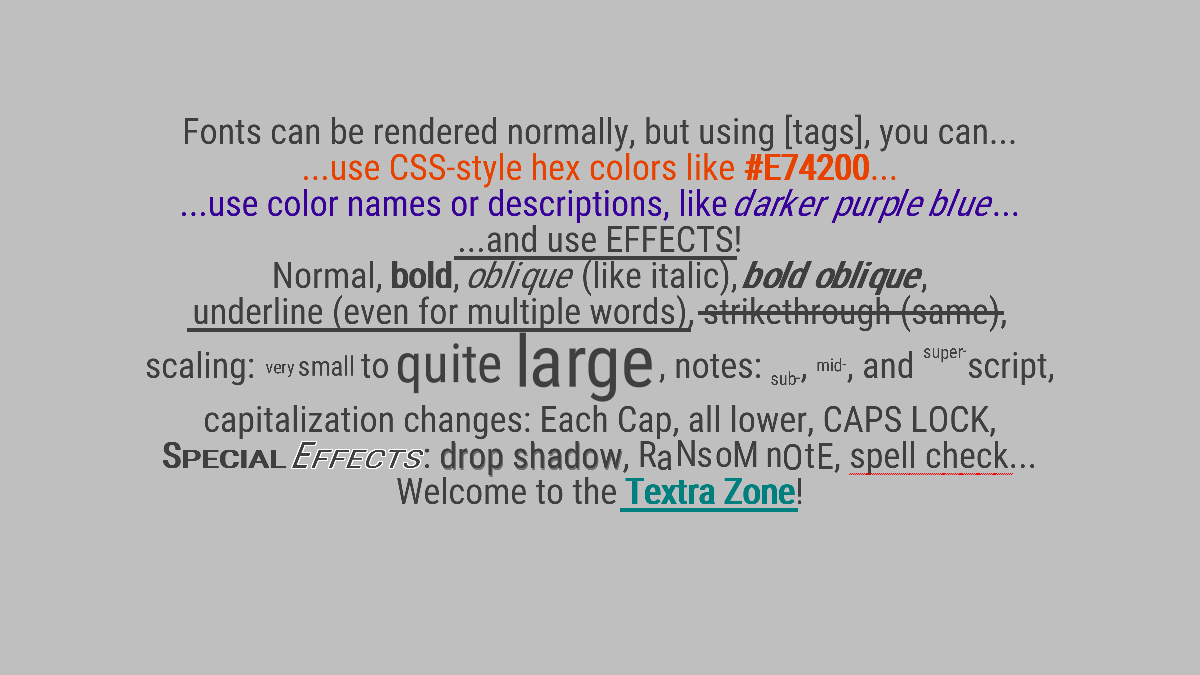 Fonts can be rendered normally, but using [tags], you can...
...use CSS-style hex colors like #E74200...
...use color names or descriptions, like darker purple blue...
...and use EFFECTS!
Normal, bold, oblique (like italic), bold oblique,
underline (even for multiple words), strikethrough (same),
scaling: very small to quite large, notes: sub-, mid-, and super-script,
capitalization changes: Each Cap, all lower, CAPS LOCK,
Special Effects: drop shadow, RaNsoM nOtE, spell check...
Welcome to the Textra Zone!